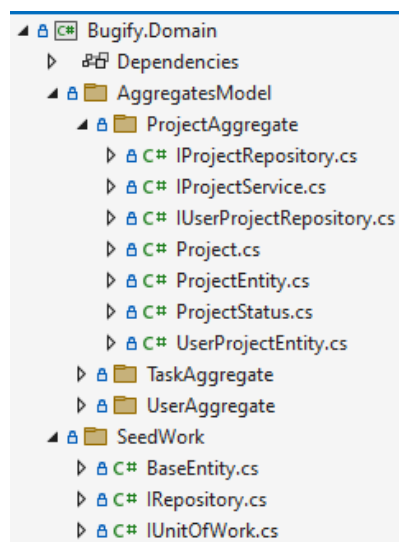 C# Bugify.Domain
Dependencies
AggregatesModel
ProjectAggregate
C# IProjectRepository.cs
C# IProjectService.cs
C# IUserProjectRepository.cs
C# Project.cs
C# ProjectEntity.cs
C# ProjectStatus.cs
C# UserProjectEntity.cs
TaskAggregate
UserAggregate
SeedWork
C# BaseEntity.cs
C# IRepository.cs
C# IUnitOfWork.cs